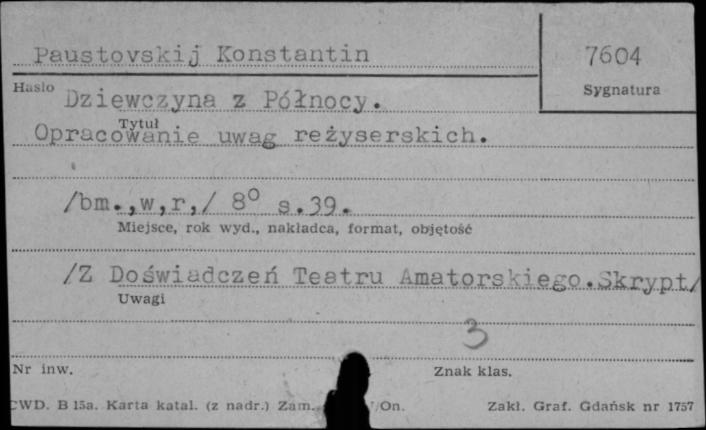 Paustovskij Konstantin
7604
Hasło
Sygnatura
Dziewczyna z Północy.
Tytuł
Opracowanie uwag reżyserskich.
/bm.,w,r,/ 8° s.39.
Miejsce, rok wyd., nakładca, format, objętość
/Z Doświadczeń Teatru Amatorskiego.Skrypt/
Uwagi
3
Nr inw.
Znak klas.
CWD. B 15a. Karta katal. (z nadr.) Zam. /On. Zakł. Graf. Gdańsk nr 1757